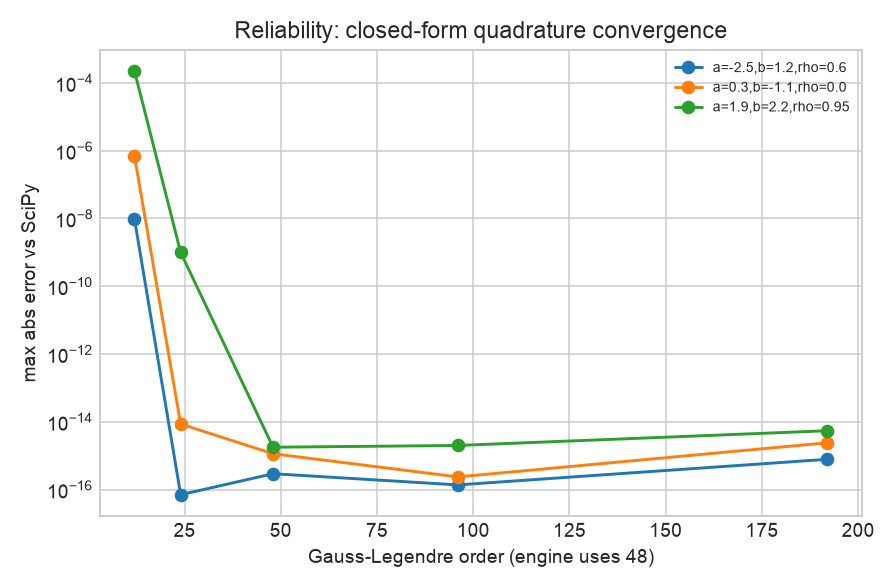 Reliability: closed-form quadrature convergence
a=-2.5,b=1.2,rho=0.6
a=0.3,b=-1.1,rho=0.0
a=1.9,b=2.2,rho=0.95
max abs error vs SciPy
10⁻⁴
10⁻⁶
10⁻⁸
10⁻¹⁰
10⁻¹²
10⁻¹⁴
10⁻¹⁶
25 50 75 100 125 150 175 200
Gauss-Legendre order (engine uses 48)